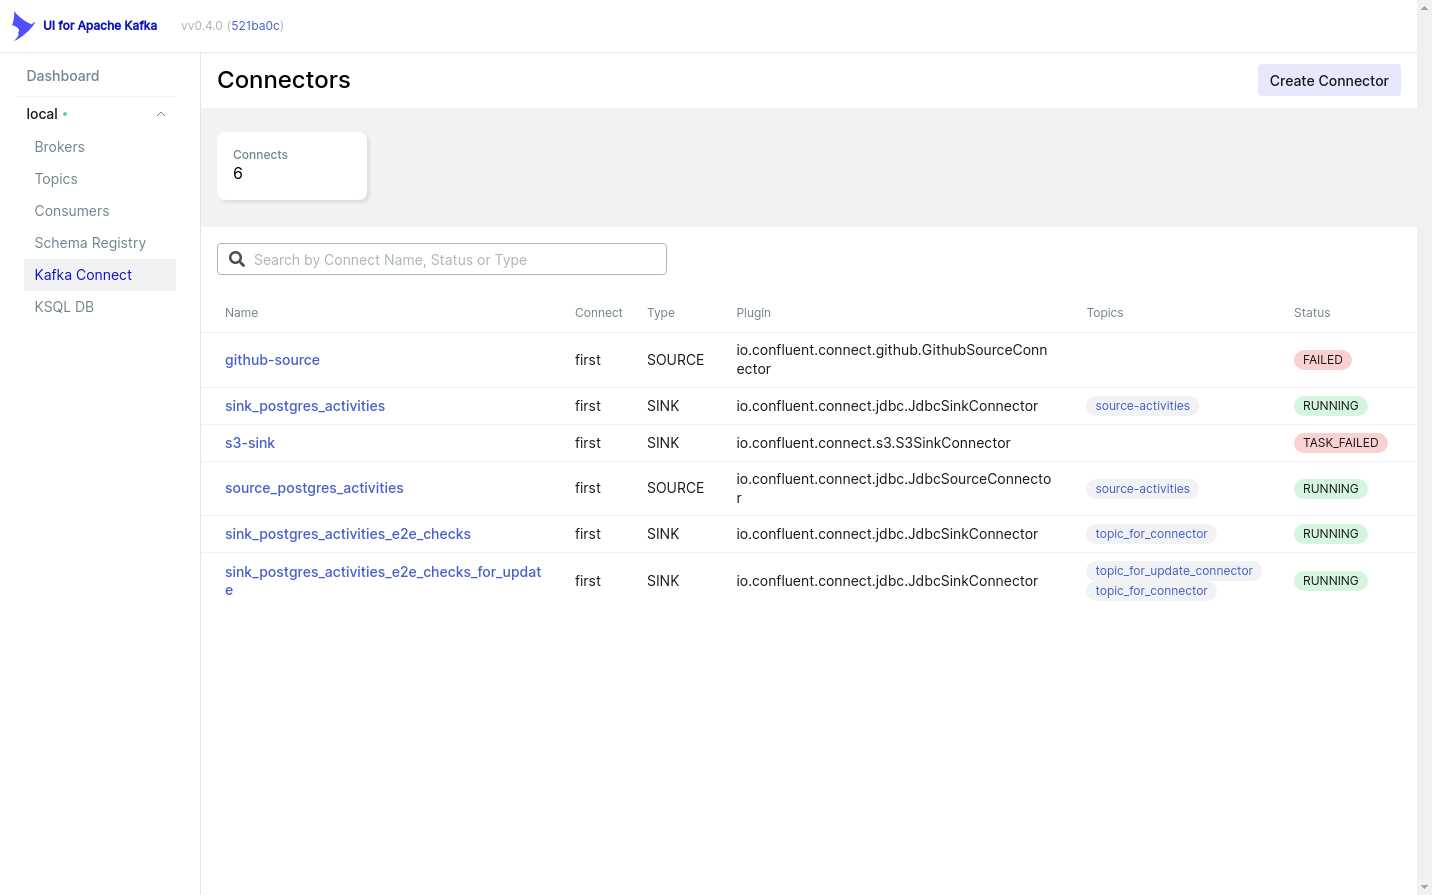 UI for Apache Kafka
vv0.4.0 (521ba0c)
Dashboard
local
Brokers
Topics
Consumers
Schema Registry
Kafka Connect
KSQL DB
Connectors
Create Connector
Connects
6
Search by Connect Name, Status or Type
Name Connect Type Plugin Topics Status
github-source first SOURCE io.confluent.connect.github.GithubSourceConn
ector FAILED
sink_postgres_activities first SINK io.confluent.connect.jdbc.JdbcSinkConnector source-activities RUNNING
s3-sink first SINK io.confluent.connect.s3.S3SinkConnector TASK_FAILED
source_postgres_activities first SOURCE io.confluent.connect.jdbc.JdbcSourceConnecto
r source-activities RUNNING
sink_postgres_activities_e2e_checks first SINK io.confluent.connect.jdbc.JdbcSinkConnector topic_for_connector RUNNING
sink_postgres_activities_e2e_checks_for_updat
e first SINK io.confluent.connect.jdbc.JdbcSinkConnector topic_for_update_connector
topic_for_connector RUNNING